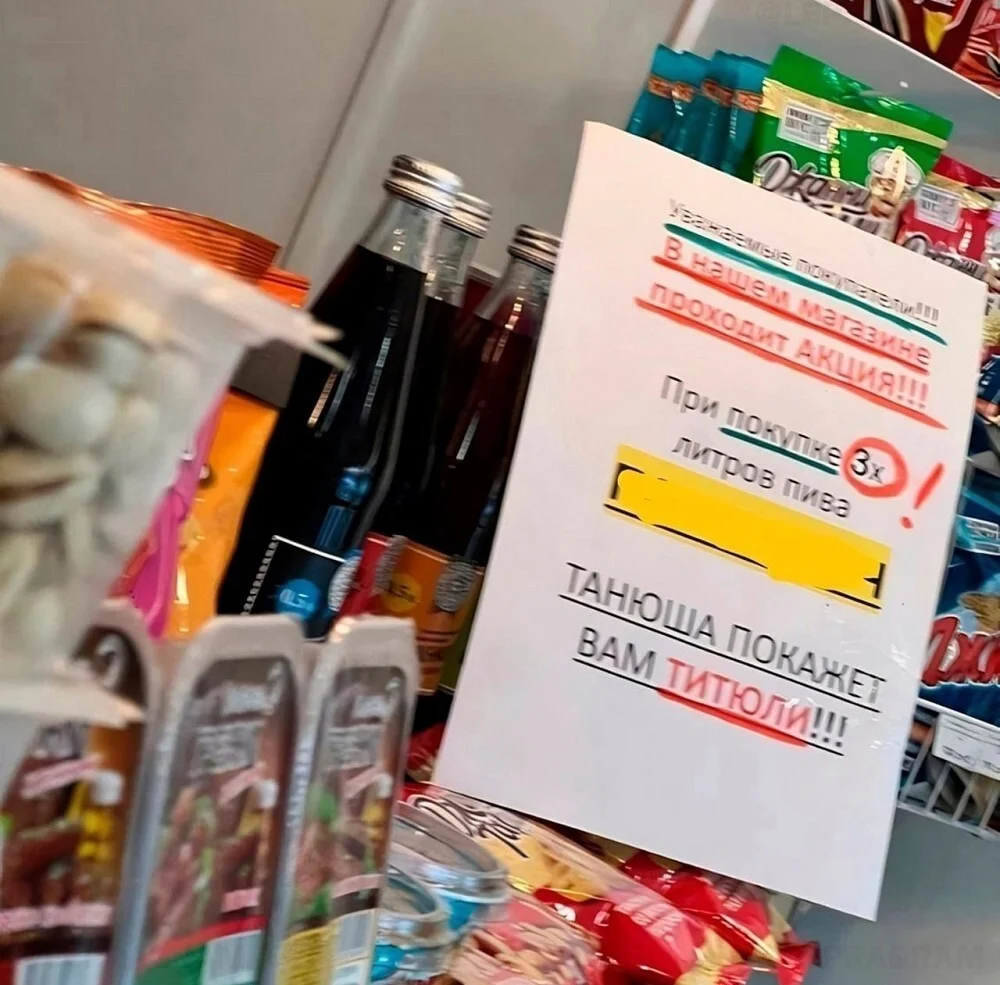 Уважаемые покупатели!!!
В нашем магазине
проходит АКЦИЯ!!!
При покупке 3х
литров пива
ТАНЮША ПОКАЖЕТ
ВАМ ТИТЮЛИ!!!